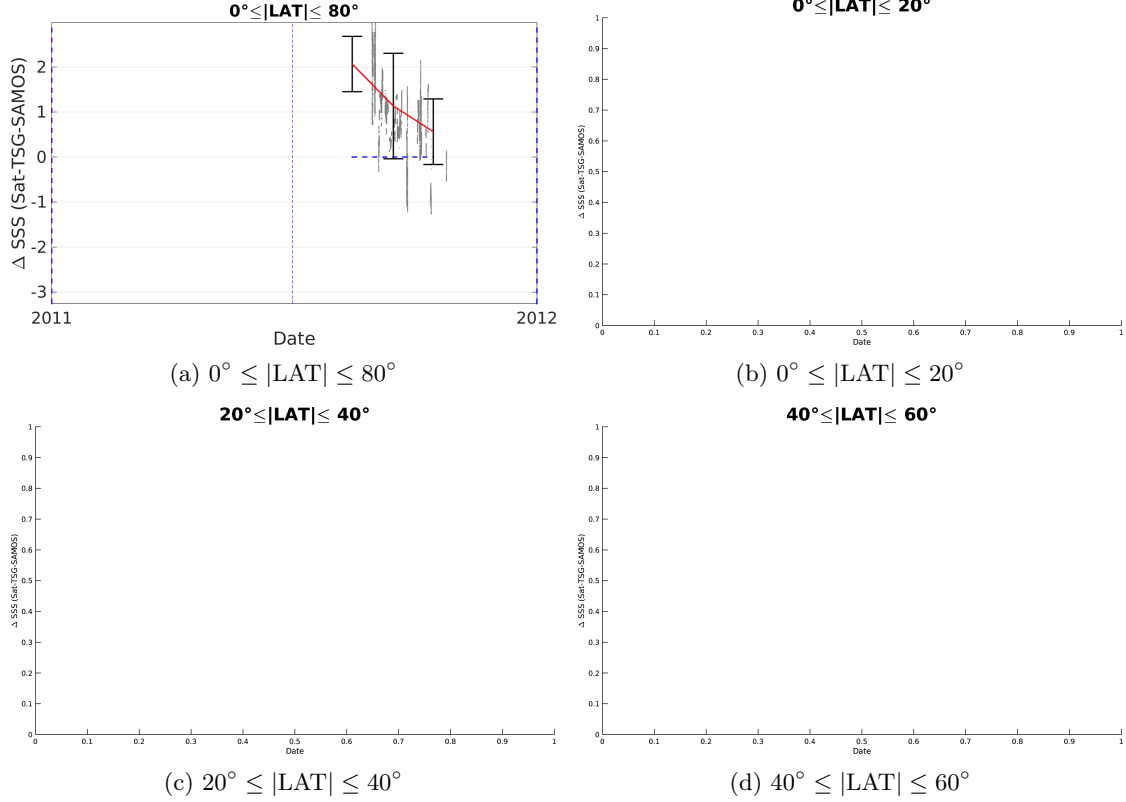 0°≤|LAT|≤ 80°
Δ SSS (Sat-TSG-SAMOS)
2
1
0
-1
-2
-3
2011
2012
Date
(a) 0° ≤ |LAT| ≤ 80°
0°≤|LAT|≤ 20°
Δ SSS (Sat-TSG-SAMOS)
1
0.9
0.8
0.7
0.6
0.5
0.4
0.3
0.2
0.1
0
0 0.1 0.2 0.3 0.4 0.5 0.6 0.7 0.8 0.9 1
Date
(b) 0° ≤ |LAT| ≤ 20°
20°≤|LAT|≤ 40°
Δ SSS (Sat-TSG-SAMOS)
1
0.9
0.8
0.7
0.6
0.5
0.4
0.3
0.2
0.1
0
0 0.1 0.2 0.3 0.4 0.5 0.6 0.7 0.8 0.9 1
Date
(c) 20° ≤ |LAT| ≤ 40°
40°≤|LAT|≤ 60°
Δ SSS (Sat-TSG-SAMOS)
1
0.9
0.8
0.7
0.6
0.5
0.4
0.3
0.2
0.1
0
0 0.1 0.2 0.3 0.4 0.5 0.6 0.7 0.8 0.9 1
Date
(d) 40° ≤ |LAT| ≤ 60°